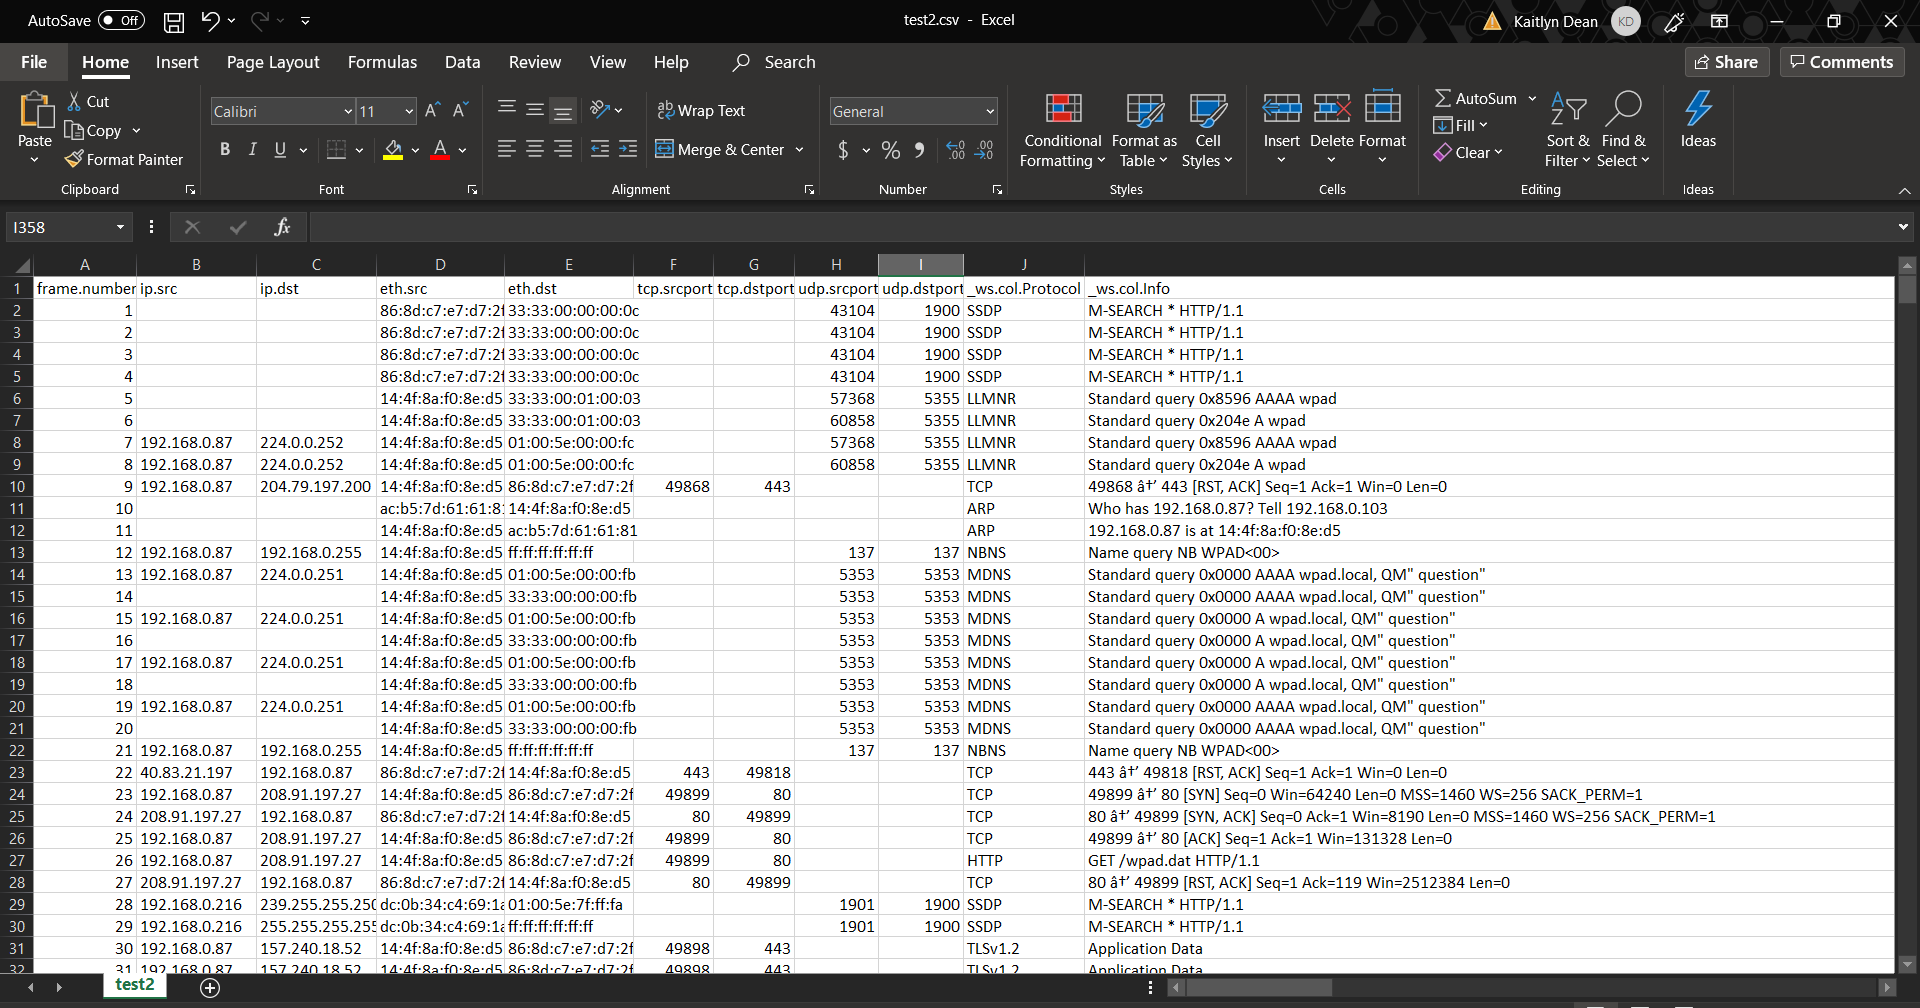 AutoSave Off test2.csv - Excel Kaitlyn Dean KD
File Home Insert Page Layout Formulas Data Review View Help Search Share Comments
Paste
Cut
Copy
Format Painter
Clipboard
Calibri 11
B I U
Font
Wrap Text
Merge & Center
Alignment
General
$ % 9
Number
Conditional Formatting
Format as Table
Cell Styles
Styles
Insert
Delete
Format
Cells
AutoSum
Fill
Clear
Sort & Filter
Find & Select
Editing
Ideas
Ideas
I358 fx
A B C D E F G H I J
1 frame.number ip.src ip.dst eth.src eth.dst tcp.srcport tcp.dstport udp.srcport udp.dstport _ws.col.Protocol _ws.col.Info
2 1 86:8d:c7:e7:d7:2f 33:33:00:00:00:0c 43104 1900 SSDP M-SEARCH * HTTP/1.1
3 2 86:8d:c7:e7:d7:2f 33:33:00:00:00:0c 43104 1900 SSDP M-SEARCH * HTTP/1.1
4 3 86:8d:c7:e7:d7:2f 33:33:00:00:00:0c 43104 1900 SSDP M-SEARCH * HTTP/1.1
5 4 86:8d:c7:e7:d7:2f 33:33:00:00:00:0c 43104 1900 SSDP M-SEARCH * HTTP/1.1
6 5 14:4f:8a:f0:8e:d5 33:33:00:01:00:03 57368 5355 LLMNR Standard query 0x8596 AAAA wpad
7 6 14:4f:8a:f0:8e:d5 33:33:00:01:00:03 60858 5355 LLMNR Standard query 0x204e A wpad
8 7 192.168.0.87 224.0.0.252 14:4f:8a:f0:8e:d5 01:00:5e:00:00:fc 57368 5355 LLMNR Standard query 0x8596 AAAA wpad
9 8 192.168.0.87 224.0.0.252 14:4f:8a:f0:8e:d5 01:00:5e:00:00:fc 60858 5355 LLMNR Standard query 0x204e A wpad
10 9 192.168.0.87 204.79.197.200 14:4f:8a:f0:8e:d5 86:8d:c7:e7:d7:2f 49868 443 TCP 49868 â†’ 443 [RST, ACK] Seq=1 Ack=1 Win=0 Len=0
11 10 ac:b5:7d:61:61:81 14:4f:8a:f0:8e:d5 ARP Who has 192.168.0.87? Tell 192.168.0.103
12 11 14:4f:8a:f0:8e:d5 ac:b5:7d:61:61:81 ARP 192.168.0.87 is at 14:4f:8a:f0:8e:d5
13 12 192.168.0.87 192.168.0.255 14:4f:8a:f0:8e:d5 ff:ff:ff:ff:ff:ff 137 137 NBNS Name query NB WPAD<00>
14 13 192.168.0.87 224.0.0.251 14:4f:8a:f0:8e:d5 01:00:5e:00:00:fb 5353 5353 MDNS Standard query 0x0000 AAAA wpad.local, QM" question"
15 14 14:4f:8a:f0:8e:d5 33:33:00:00:00:fb 5353 5353 MDNS Standard query 0x0000 AAAA wpad.local, QM" question"
16 15 192.168.0.87 224.0.0.251 14:4f:8a:f0:8e:d5 01:00:5e:00:00:fb 5353 5353 MDNS Standard query 0x0000 A wpad.local, QM" question"
17 16 14:4f:8a:f0:8e:d5 33:33:00:00:00:fb 5353 5353 MDNS Standard query 0x0000 A wpad.local, QM" question"
18 17 192.168.0.87 224.0.0.251 14:4f:8a:f0:8e:d5 01:00:5e:00:00:fb 5353 5353 MDNS Standard query 0x0000 A wpad.local, QM" question"
19 18 14:4f:8a:f0:8e:d5 33:33:00:00:00:fb 5353 5353 MDNS Standard query 0x0000 A wpad.local, QM" question"
20 19 192.168.0.87 224.0.0.251 14:4f:8a:f0:8e:d5 01:00:5e:00:00:fb 5353 5353 MDNS Standard query 0x0000 AAAA wpad.local, QM" question"
21 20 14:4f:8a:f0:8e:d5 33:33:00:00:00:fb 5353 5353 MDNS Standard query 0x0000 AAAA wpad.local, QM" question"
22 21 192.168.0.87 192.168.0.255 14:4f:8a:f0:8e:d5 ff:ff:ff:ff:ff:ff 137 137 NBNS Name query NB WPAD<00>
23 22 40.83.21.197 192.168.0.87 86:8d:c7:e7:d7:2f 14:4f:8a:f0:8e:d5 443 49818 TCP 443 â†’ 49818 [RST, ACK] Seq=1 Ack=1 Win=0 Len=0
24 23 192.168.0.87 208.91.197.27 14:4f:8a:f0:8e:d5 86:8d:c7:e7:d7:2f 49899 80 TCP 49899 â†’ 80 [SYN] Seq=0 Win=64240 Len=0 MSS=1460 WS=256 SACK_PERM=1
25 24 208.91.197.27 192.168.0.87 86:8d:c7:e7:d7:2f 14:4f:8a:f0:8e:d5 80 49899 TCP 80 â†’ 49899 [SYN, ACK] Seq=0 Ack=1 Win=8190 Len=0 MSS=1460 WS=256 SACK_PERM=1
26 25 192.168.0.87 208.91.197.27 14:4f:8a:f0:8e:d5 86:8d:c7:e7:d7:2f 49899 80 TCP 49899 â†’ 80 [ACK] Seq=1 Ack=1 Win=131328 Len=0
27 26 192.168.0.87 208.91.197.27 14:4f:8a:f0:8e:d5 86:8d:c7:e7:d7:2f 49899 80 HTTP GET /wpad.dat HTTP/1.1
28 27 208.91.197.27 192.168.0.87 86:8d:c7:e7:d7:2f 14:4f:8a:f0:8e:d5 80 49899 TCP 80 â†’ 49899 [RST, ACK] Seq=1 Ack=119 Win=2512384 Len=0
29 28 192.168.0.216 239.255.255.250 dc:0b:34:c4:69:1a 01:00:5e:7f:ff:fa 1901 1900 SSDP M-SEARCH * HTTP/1.1
30 29 192.168.0.216 255.255.255.255 dc:0b:34:c4:69:1a ff:ff:ff:ff:ff:ff 1901 1900 SSDP M-SEARCH * HTTP/1.1
31 30 192.168.0.87 157.240.18.52 14:4f:8a:f0:8e:d5 86:8d:c7:e7:d7:2f 49898 443 TLSv1.2 Application Data
32 31 192.168.0.87 157.240.18.52 14:4f:8a:f0:8e:d5 86:8d:c7:e7:d7:2f 49898 443 TLSv1.2 Application Data
test2